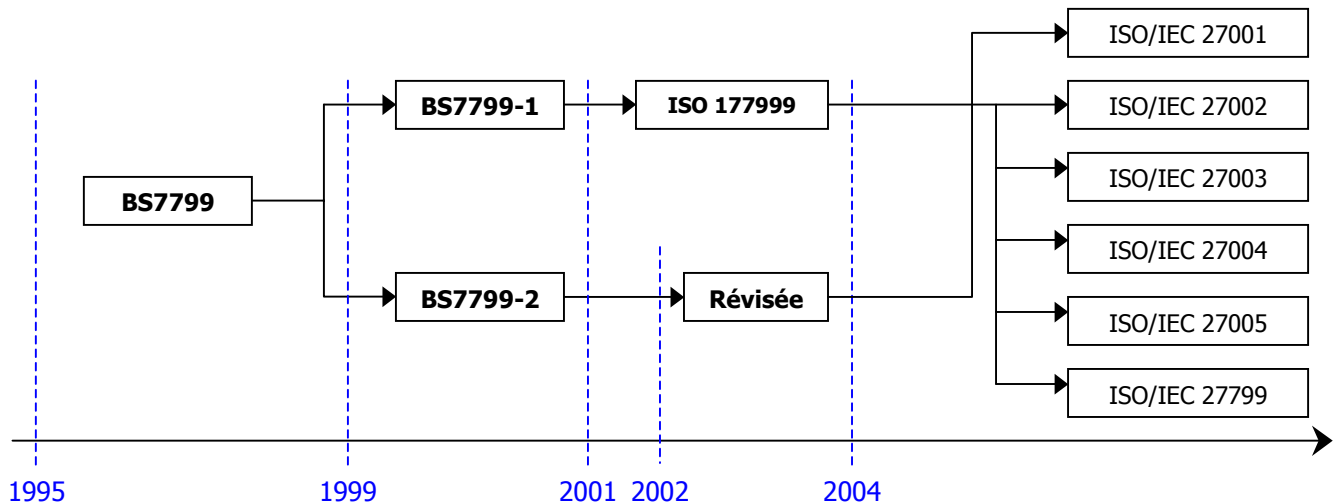 ISO/IEC 27001
BS7799-1
ISO 177999
ISO/IEC 27002
ISO/IEC 27003
BS7799
ISO/IEC 27004
BS7799-2
Révisée
ISO/IEC 27005
ISO/IEC 27799
1995
1999
2001
2002
2004